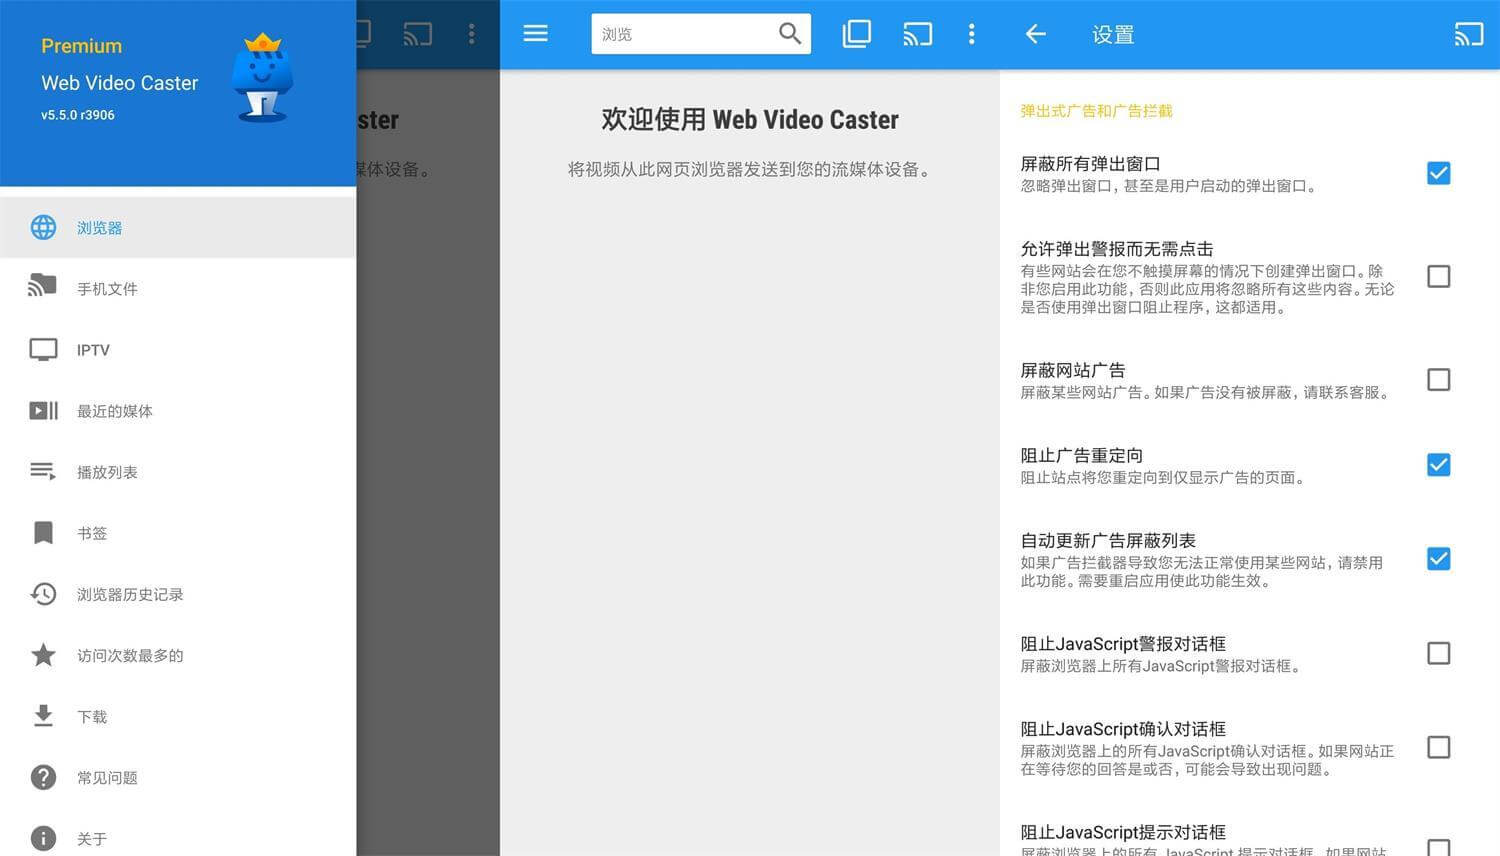 Premium
Web Video Caster
v5.5.0 r3906
浏览器
手机文件
IPTV
最近的媒体
播放列表
书签
浏览器历史记录
访问次数最多的
下载
常见问题
关于
ster
某体设备。
浏览
欢迎使用 Web Video Caster
将视频从此网页浏览器发送到您的流媒体设备。
设置
弹出式广告和广告拦截
屏蔽所有弹出窗口
忽略弹出窗口，甚至是用户启动的弹出窗口。
允许弹出警报而无需点击
有些网站会在您不触摸屏幕的情况下创建弹出窗口。除
非您启用此功能，否则此应用将忽略所有这些内容。无论
是否使用弹出窗口阻止程序，这都适用。
屏蔽网站广告
屏蔽某些网站广告。如果广告没有被屏蔽，请联系客服。
阻止广告重定向
阻止站点将您重定向到仅显示广告的页面。
自动更新广告屏蔽列表
如果广告拦截器导致您无法正常使用某些网站，请禁用
此功能。需要重启应用使此功能生效。
阻止JavaScript警报对话框
屏蔽浏览器上所有JavaScript警报对话框。
阻止JavaScript确认对话框
屏蔽浏览器上的所有JavaScript确认对话框。如果网站正
在等待您的回答是或否，可能会导致出现问题。
阻止JavaScript提示对话框
屏蔽浏览器上的所有 JavaScript 提示对话框。如果网站